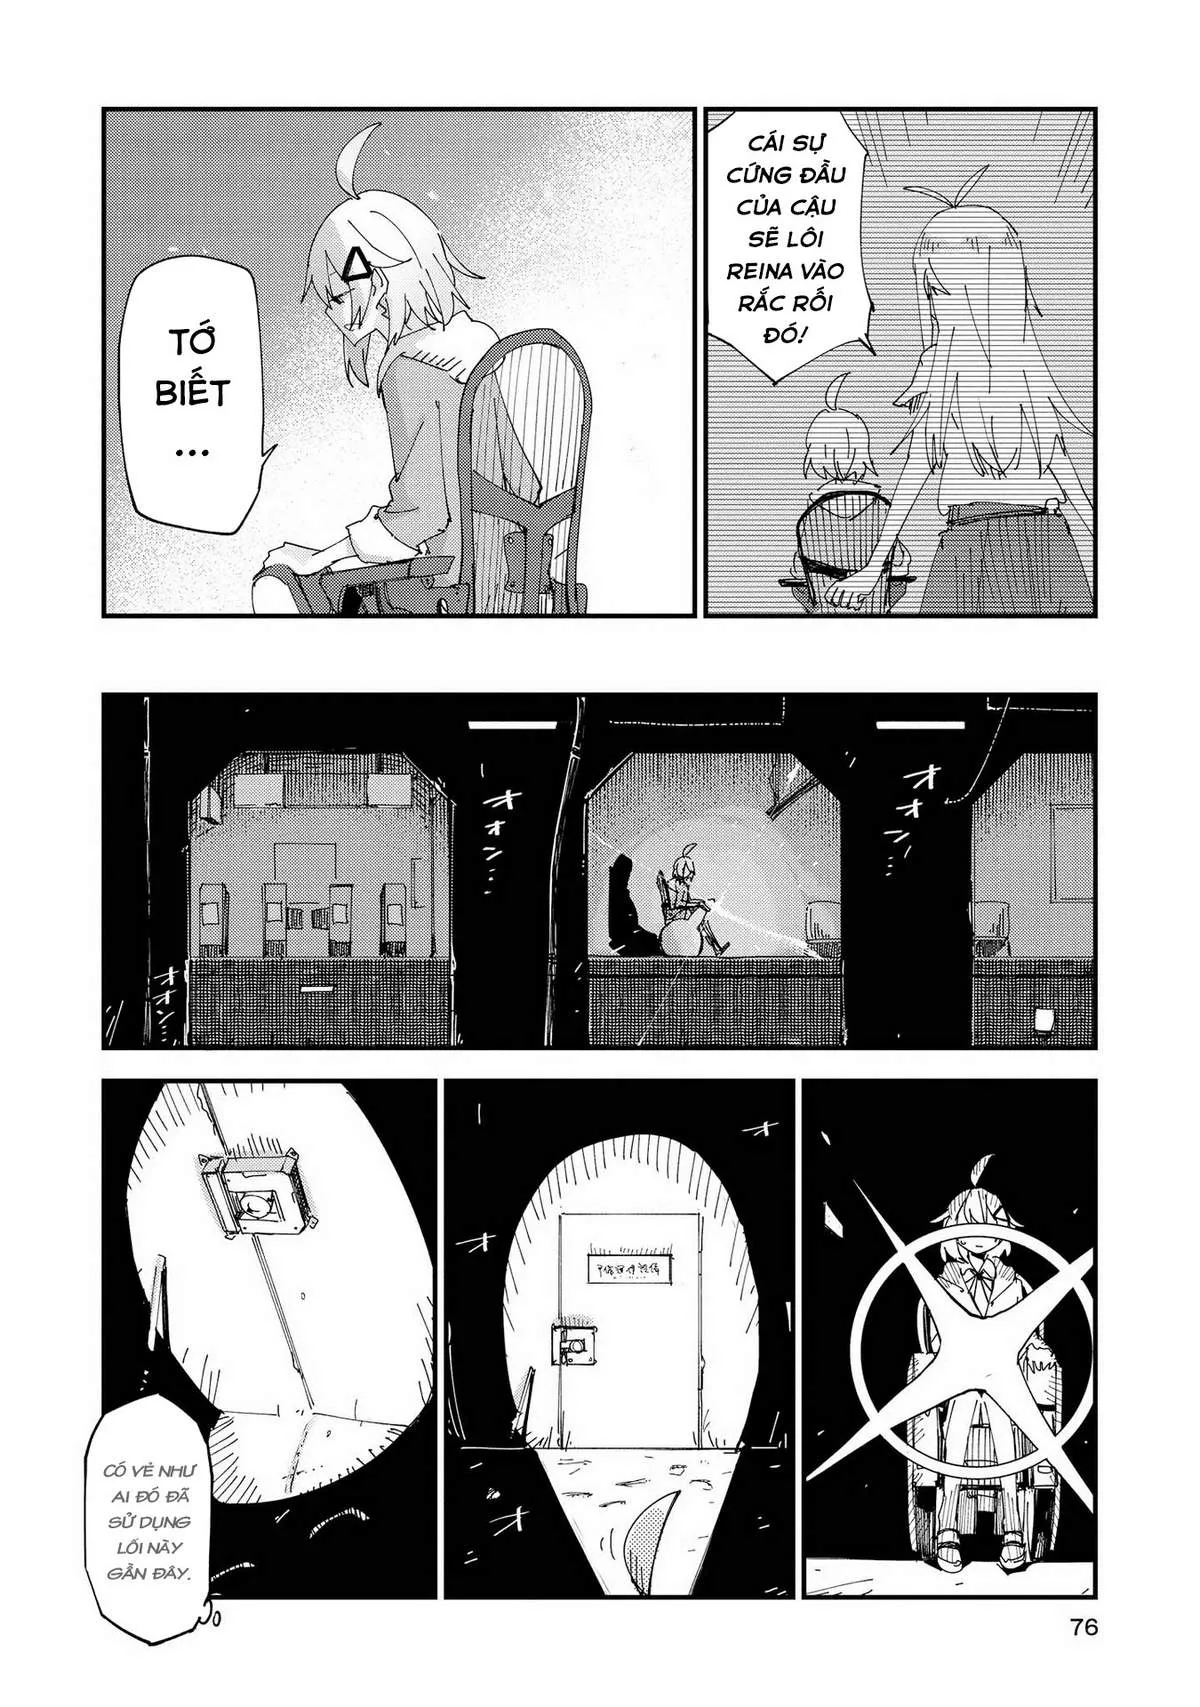 CÁI SỰ
CỨNG ĐẦU
CỦA CẬU
SẼ LÔI
REINA VÀO
RẮC RỐI
ĐÓ!
TỚ
BIẾT
...
オオオン...
オオオン...
オオオン...
CÓ VẺ NHƯ
AI ĐÓ ĐÃ
SỬ DỤNG
LỐI NÀY
GẦN ĐÂY.
76